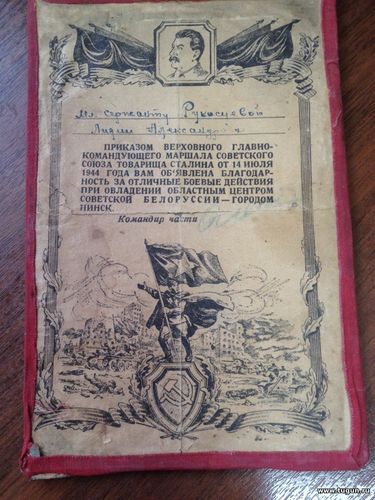 Мл. сержанту Рукосуевой
Лидии
ПРИКАЗОМ ВЕРХОВНОГО ГЛАВНО-
КОМАНДУЮЩЕГО МАРШАЛА СОВЕТСКОГО
СОЮЗА ТОВАРИЩА СТАЛИНА ОТ 14 ИЮЛЯ
1944 ГОДА ВАМ ОБ'ЯВЛЕНА БЛАГОДАР-
НОСТЬ ЗА ОТЛИЧНЫЕ БОЕВЫЕ ДЕЙСТВИЯ
ПРИ ОВЛАДЕНИИ ОБЛАСТНЫМ ЦЕНТРОМ
СОВЕТСКОЙ БЕЛОРУССИИ — ГОРОДОМ
ПИНСК.
Командир части
www.tugun.ru